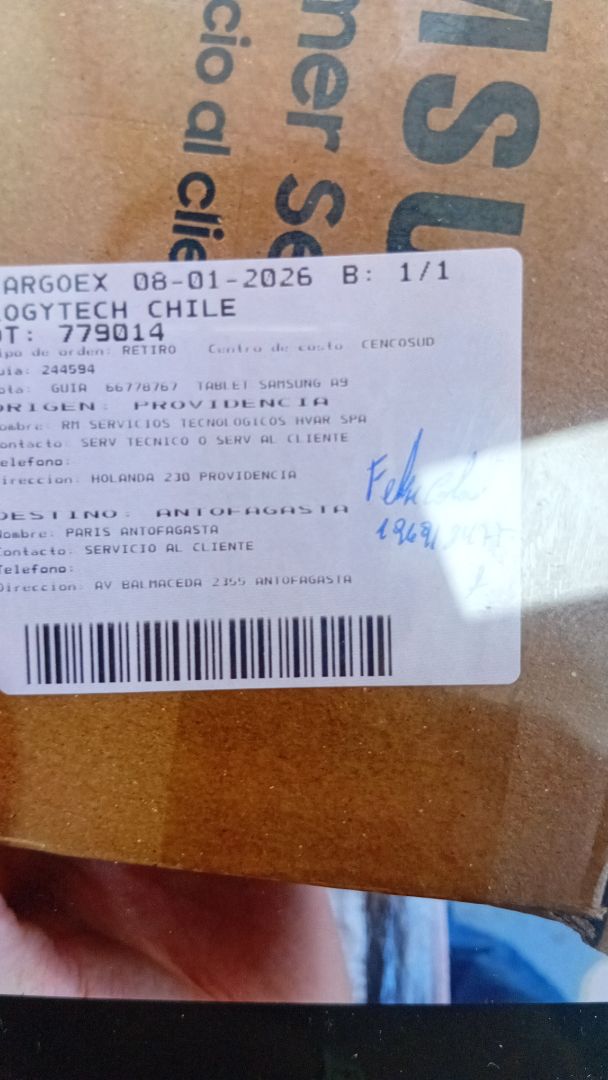 MSU
mer Se
cio al clie
ARGOEX 08-01-2026 B: 1/1
OGYTECH CHILE
OT: 779014
ipo de orden: RETIRO Centro de costo CENCOSUD
uia: 244594
ota: GUIA 66778767 TABLET SAMSUNG A9
ORIGEN: PROVIDENCIA
ombre: RM SERVICIOS TECNOLOGICOS HVAR SPA
ontacto: SERV TECNICO O SERV AL CLIENTE
elefono:
ireccion: HOLANDA 230 PROVIDENCIA
DESTINO: ANTOFAGASTA
Nombre: PARIS ANTOFAGASTA
Contacto: SERVICIO AL CLIENTE
Telefono:
Direccion: AV BALMACEDA 2355 ANTOFAGASTA